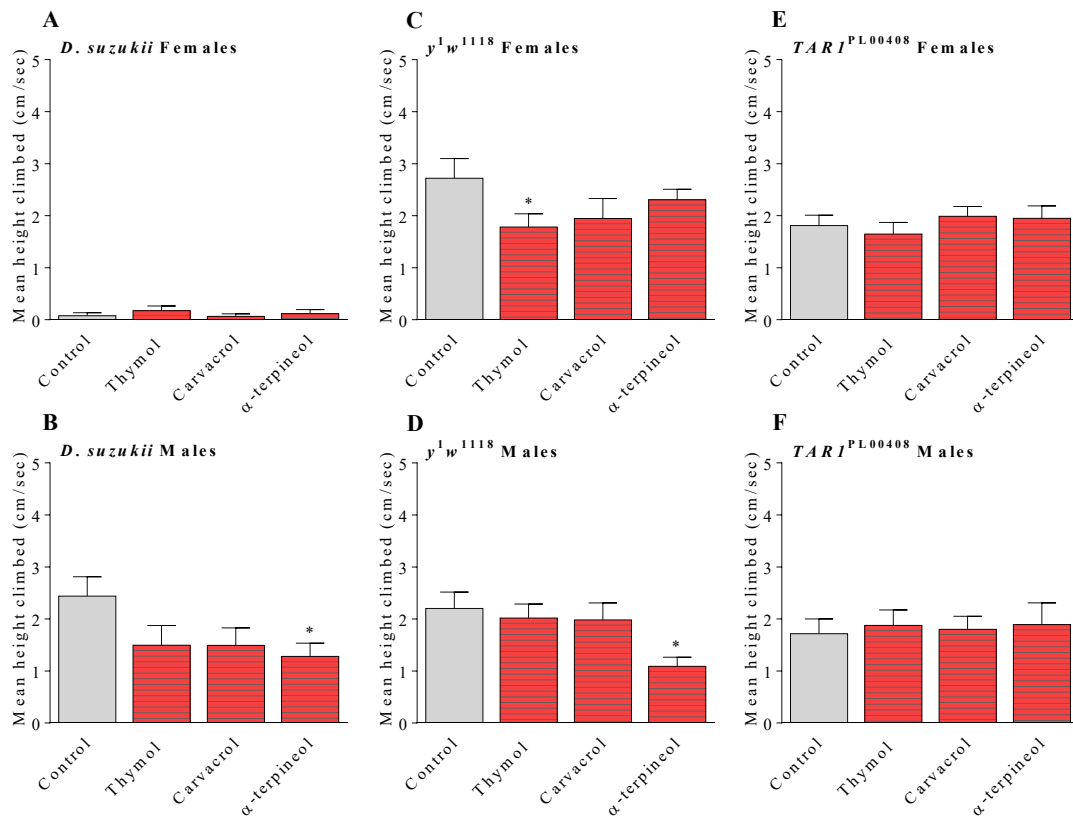 A
D. suzukii Females
Mean height climbed (cm/sec)
5
4
3
2
1
0
Control
Thymol
Carvacrol
α-terpineol
C
y¹w¹¹¹⁸ Females
Mean height climbed (cm/sec)
5
4
3
2
1
0
*
Control
Thymol
Carvacrol
α-terpineol
E
TAR1ᴾᴸ⁰⁰⁴⁰⁸ Females
Mean height climbed (cm/sec)
5
4
3
2
1
0
Control
Thymol
Carvacrol
α-terpineol
B
D. suzukii Males
Mean height climbed (cm/sec)
5
4
3
2
1
0
*
Control
Thymol
Carvacrol
α-terpineol
D
y¹w¹¹¹⁸ Males
Mean height climbed (cm/sec)
5
4
3
2
1
0
*
Control
Thymol
Carvacrol
α-terpineol
F
TAR1ᴾᴸ⁰⁰⁴⁰⁸ Males
Mean height climbed (cm/sec)
5
4
3
2
1
0
Control
Thymol
Carvacrol
α-terpineol